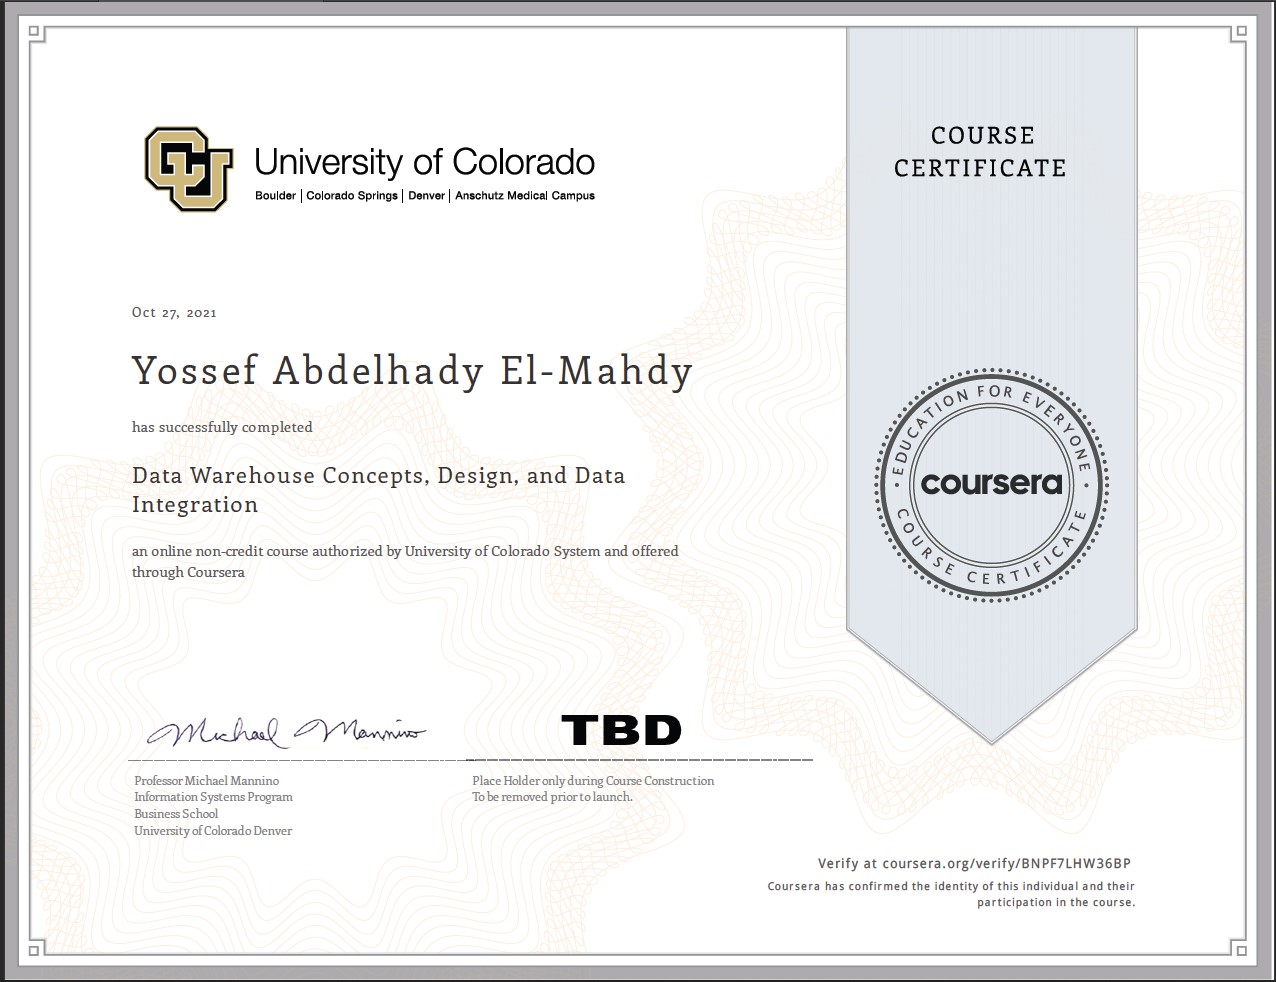 CU
University of Colorado
Boulder | Colorado Springs | Denver | Anschutz Medical Campus
COURSE
CERTIFICATE
Oct 27, 2021
Yossef Abdelhady El-Mahdy
has successfully completed
Data Warehouse Concepts, Design, and Data
Integration
an online non-credit course authorized by University of Colorado System and offered
through Coursera
EDUCATION FOR EVERYONE
coursera
COURSE CERTIFICATE
Michael Mannino
TBD
Professor Michael Mannino
Information Systems Program
Business School
University of Colorado Denver
Place Holder only during Course Construction
To be removed prior to launch.
Verify at coursera.org/verify/BNPF7LHW36BP
Coursera has confirmed the identity of this individual and their
participation in the course.